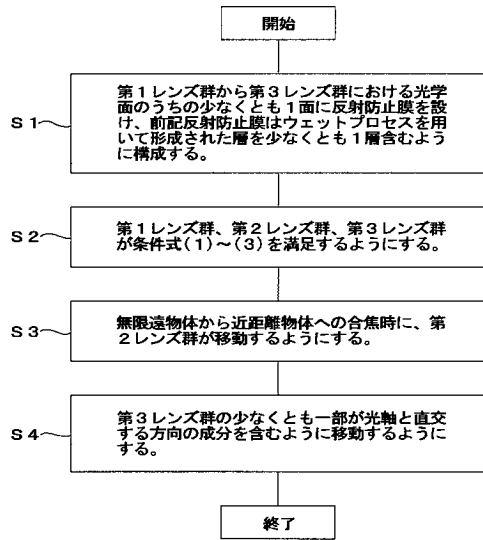 開始
S1
第1レンズ群から第3レンズ群における光学
面のうちの少なくとも1面に反射防止膜を設
け、前記反射防止膜はウェットプロセスを用
いて形成された層を少なくとも1層含むよう
に構成する。
S2
第1レンズ群、第2レンズ群、第3レンズ群
が条件式(1)~(3)を満足するようにする。
S3
無限遠物体から近距離物体への合焦時に、第
2レンズ群が移動するようにする。
S4
第3レンズ群の少なくとも一部が光軸と直交
する方向の成分を含むように移動するように
する。
終了